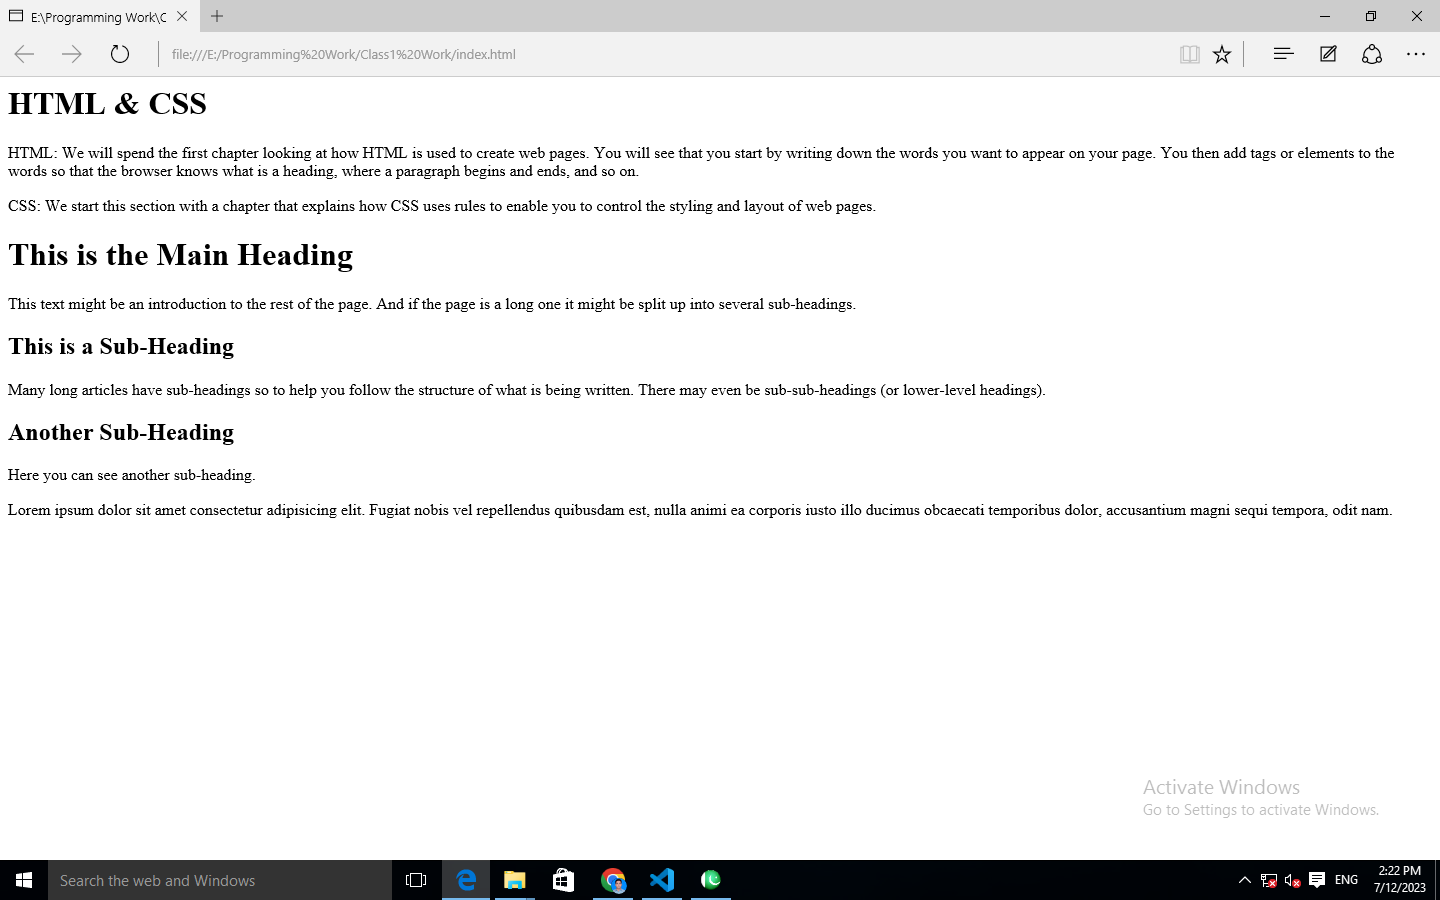 E:\Programming Work\C
file:///E:/Programming%20Work/Class1%20Work/index.html
HTML & CSS
HTML: We will spend the first chapter looking at how HTML is used to create web pages. You will see that you start by writing down the words you want to appear on your page. You then add tags or elements to the
words so that the browser knows what is a heading, where a paragraph begins and ends, and so on.
CSS: We start this section with a chapter that explains how CSS uses rules to enable you to control the styling and layout of web pages.
This is the Main Heading
This text might be an introduction to the rest of the page. And if the page is a long one it might be split up into several sub-headings.
This is a Sub-Heading
Many long articles have sub-headings so to help you follow the structure of what is being written. There may even be sub-sub-headings (or lower-level headings).
Another Sub-Heading
Here you can see another sub-heading.
Lorem ipsum dolor sit amet consectetur adipisicing elit. Fugiat nobis vel repellendus quibusdam est, nulla animi ea corporis iusto illo ducimus obcaecati temporibus dolor, accusantium magni sequi tempora, odit nam.
Activate Windows
Go to Settings to activate Windows.
Search the web and Windows
ENG
2:22 PM
7/12/2023